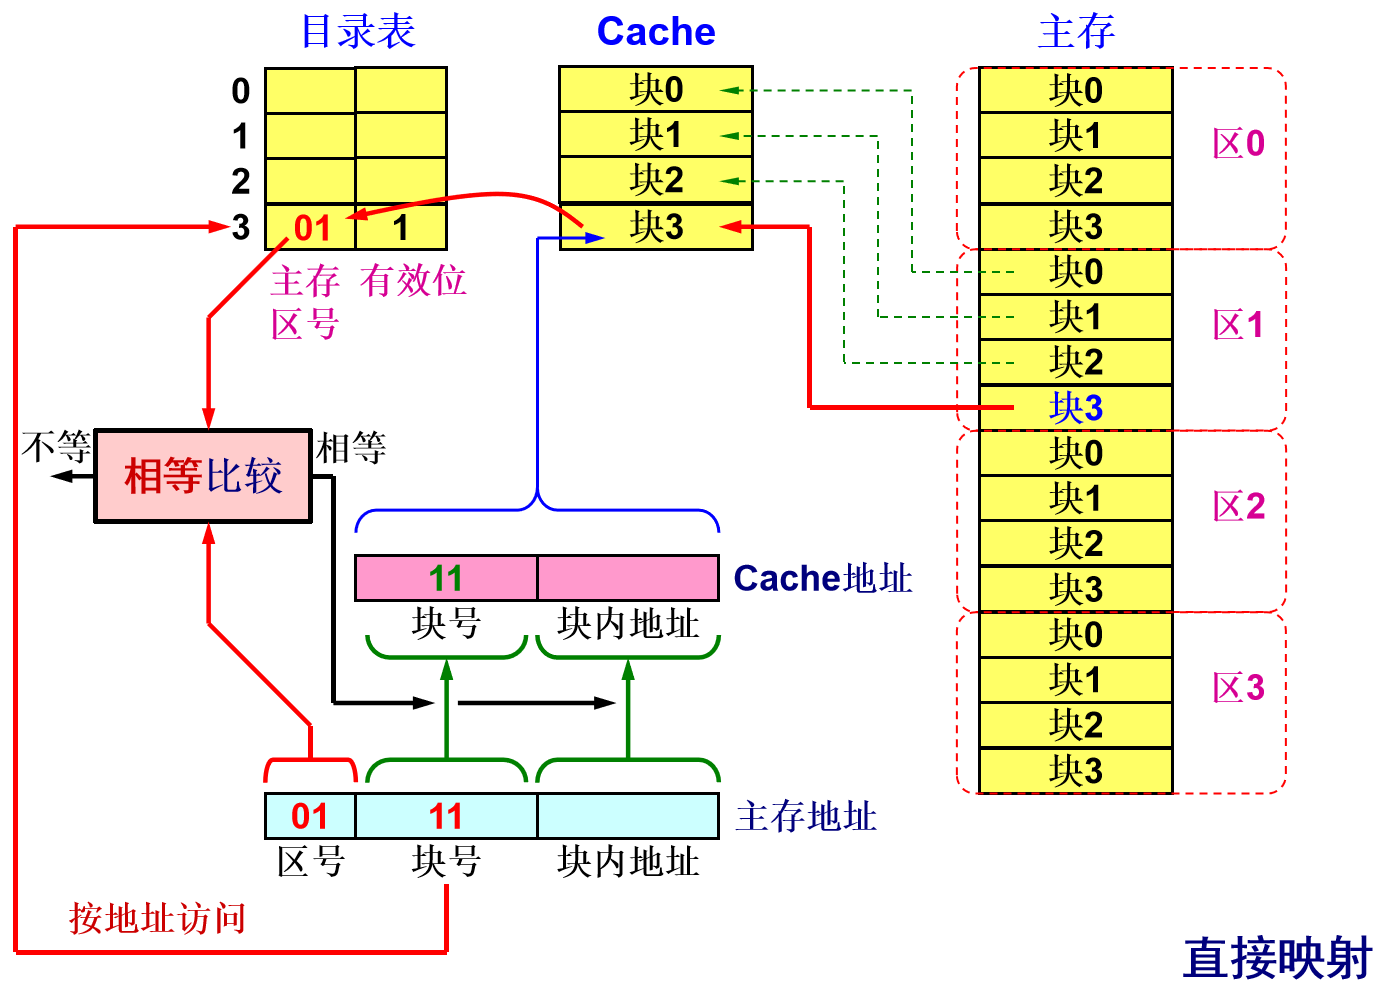 目录表
Cache
主存
0
1
2
3
01
1
主存
区号
有效位
块0
块1
块2
块3
块0
块1
块2
块3
区0
块0
块1
块2
块3
区1
块0
块1
块2
块3
区2
块0
块1
块2
块3
区3
不等
相等比较
相等
11
Cache地址
块号
块内地址
01
11
主存地址
区号
块号
块内地址
按地址访问
直接映射